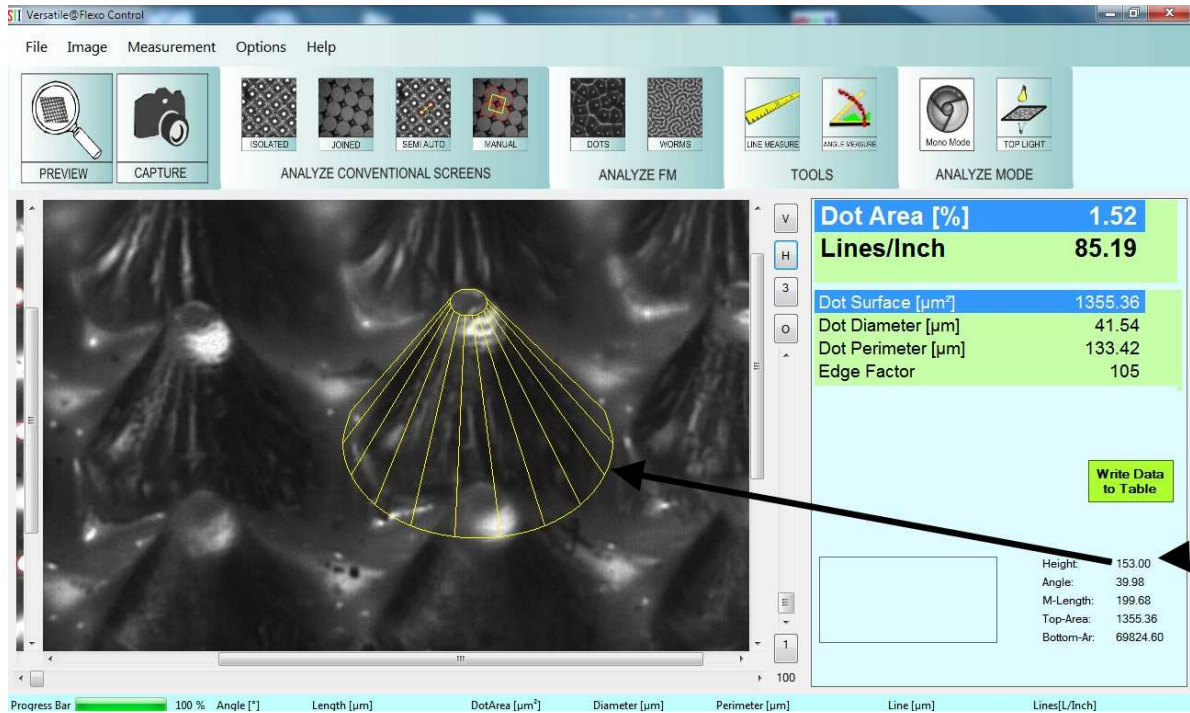 Versatile@Flexo Control
File Image Measurement Options Help
ISOLATED JOINED SEMI AUTO MANUAL DOTS WORMS LINE MEASURE ANGLE MEASURE Mono Mode TOP LIGHT
PREVIEW CAPTURE ANALYZE CONVENTIONAL SCREENS ANALYZE FM TOOLS ANALYZE MODE
V
H
3
O
1
100
Dot Area [%] 1.52
Lines/Inch 85.19
Dot Surface [µm²] 1355.36
Dot Diameter [µm] 41.54
Dot Perimeter [µm] 133.42
Edge Factor 105
Write Data
to Table
Height: 153.00
Angle: 39.98
M-Length: 199.68
Top-Area: 1355.36
Bottom-Ar: 69824.60
Progress Bar 100 % Angle [°] Length [µm] DotArea [µm²] Diameter [µm] Perimeter [µm] Line [µm] Lines[L/Inch]